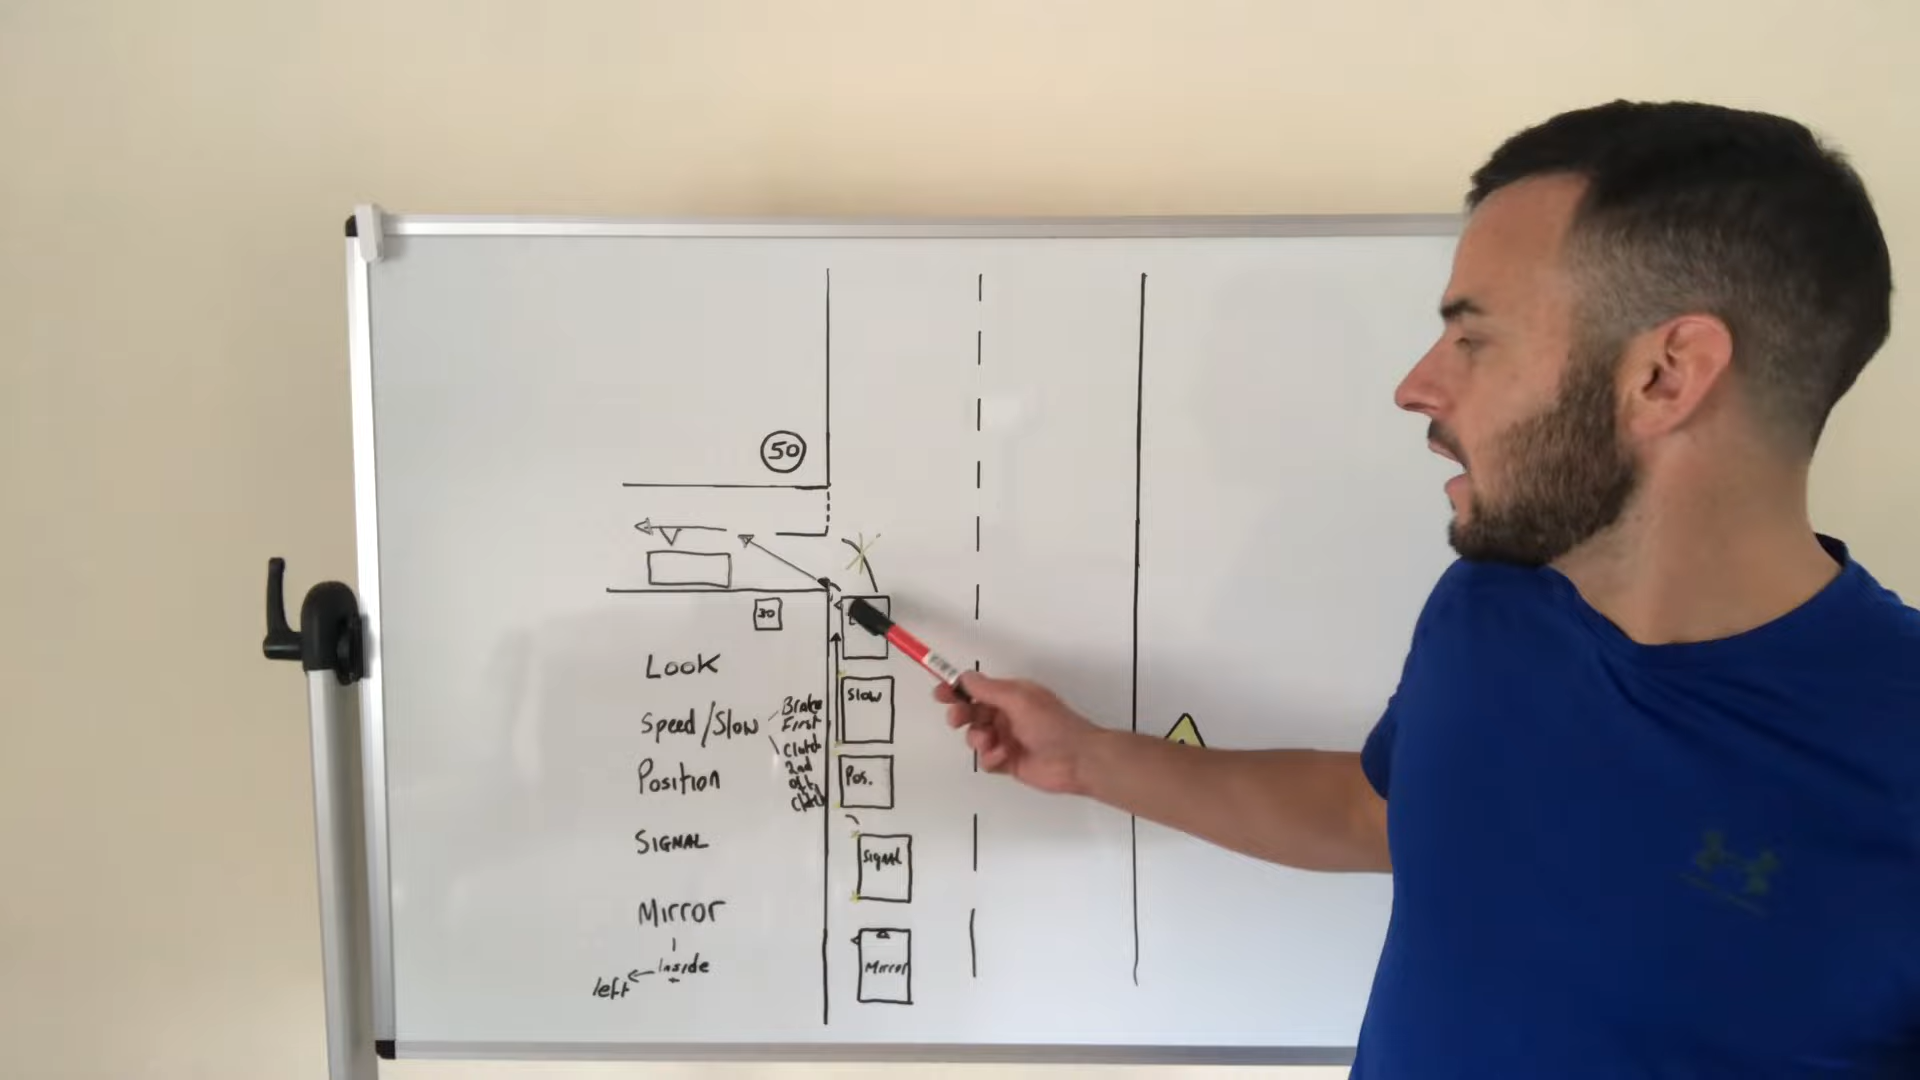 50
30
LOOK
Speed/Slow
Brake
First
Clutch
2nd
off
Clutch
Position
SIGNAL
Mirror
Inside
left
Slow
Pos.
Signal
Mirror